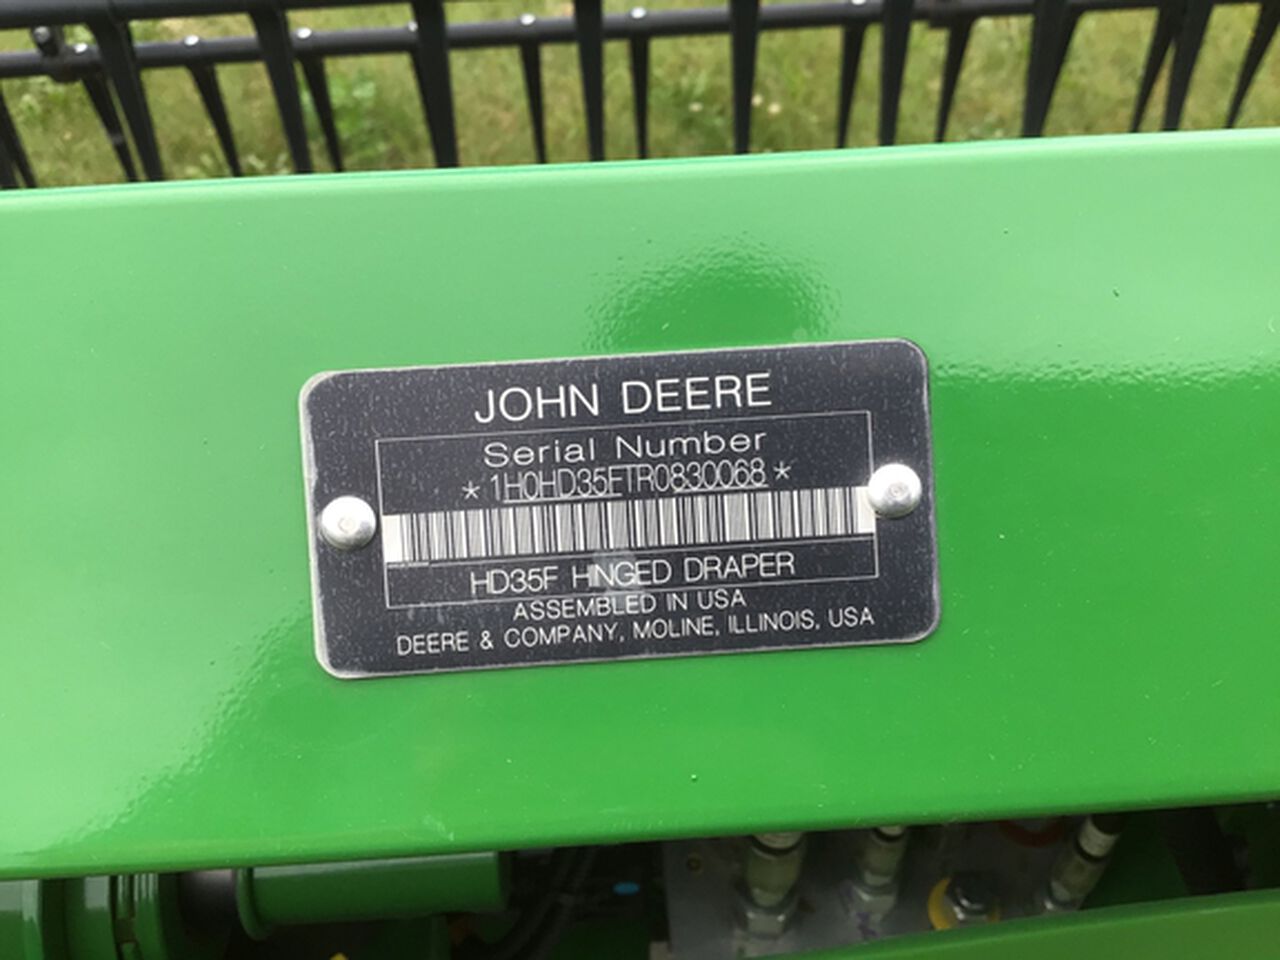 JOHN DEERE
Serial Number
*1H0HD35FTR0830068*
HD35F HINGED DRAPER
ASSEMBLED IN USA
DEERE & COMPANY, MOLINE, ILLINOIS, USA